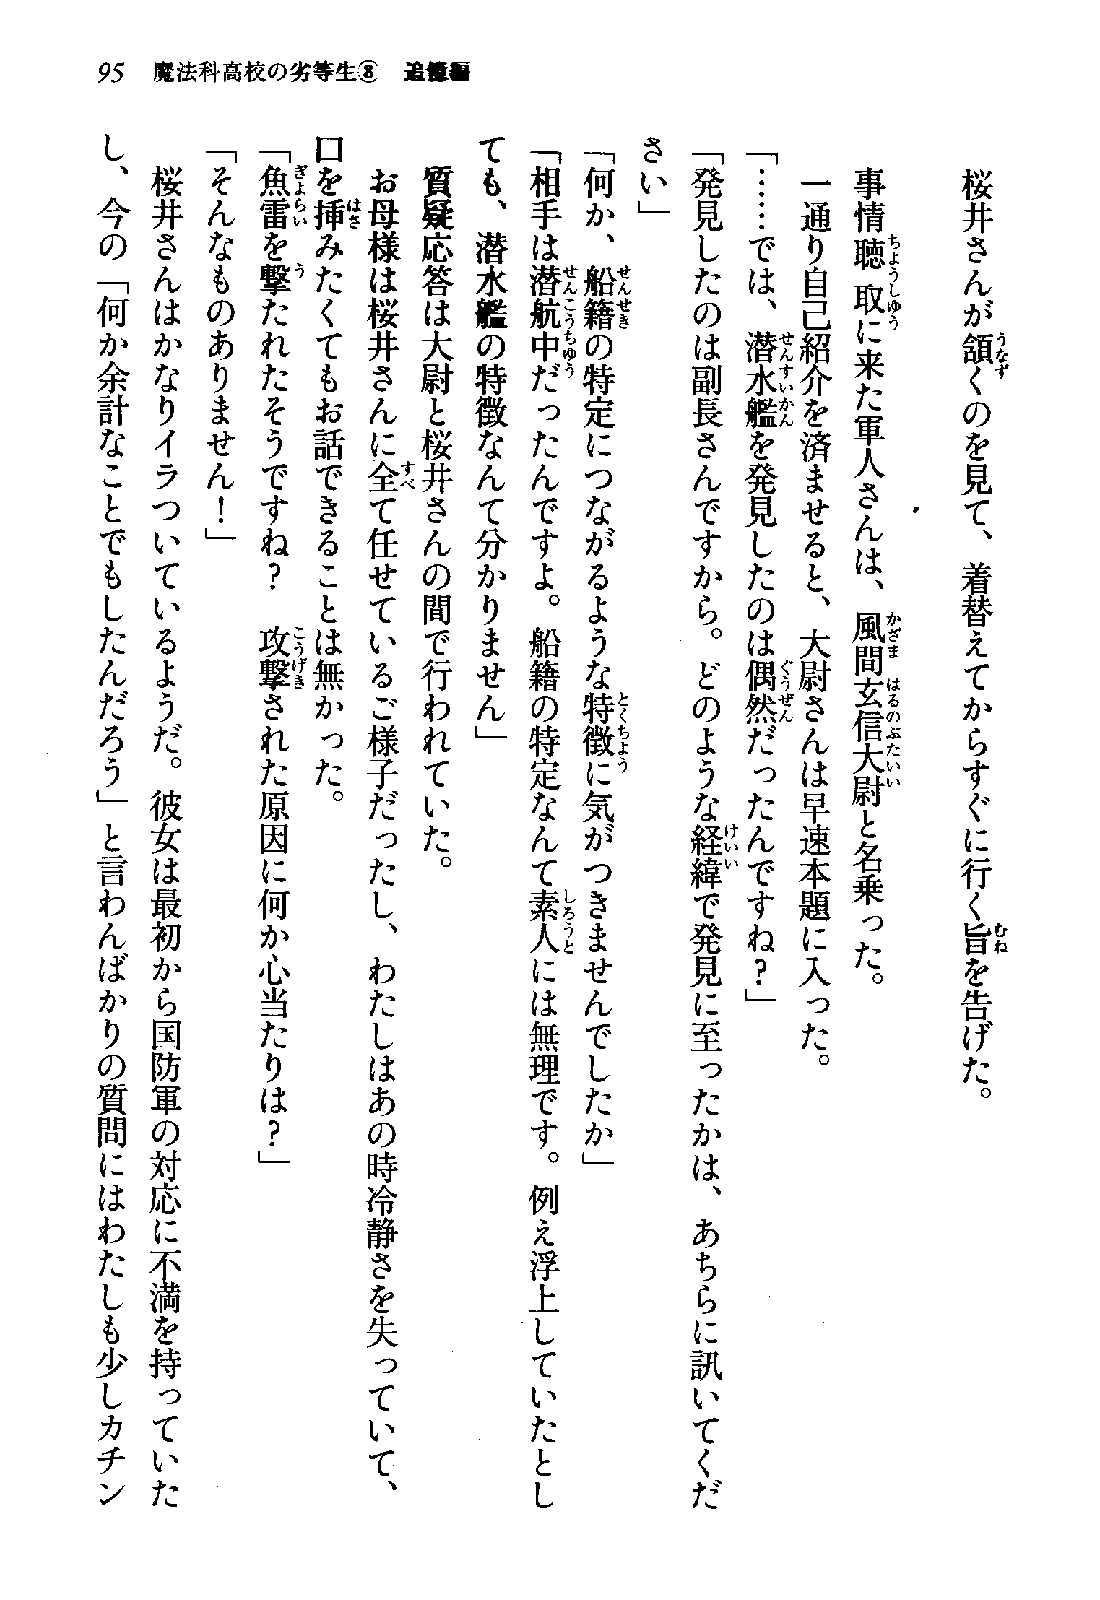 95　魔法科高校の劣等生⑧　追憶編
桜井さんが頷くのを見て、着替えてからすぐに行く旨を告げた。
事情聴取に来た軍人さんは、風間玄信大尉と名乗った。
一通り自己紹介を済ませると、大尉さんは早速本題に入った。
「……では、潜水艦を発見したのは偶然だったんですね？」
「発見したのは副長さんですから。どのような経緯で発見に至ったかは、あちらに訊いてくだ
さい」
「何か、船籍の特定につながるような特徴に気がつきませんでしたか」
「相手は潜航中だったんですよ。船籍の特定なんて素人には無理です。例え浮上していたとし
ても、潜水艦の特徴なんて分かりません」
質疑応答は大尉と桜井さんの間で行われていた。
お母様は桜井さんに全て任せているご様子だったし、わたしはあの時冷静さを失っていて、
口を挿みたくてもお話できることは無かった。
「魚雷を撃たれたそうですね？　攻撃された原因に何か心当たりは？」
「そんなものありません！」
桜井さんはかなりイラついているようだ。彼女は最初から国防軍の対応に不満を持っていた
し、今の「何か余計なことでもしたんだろう」と言わんばかりの質問にはわたしも少しカチン